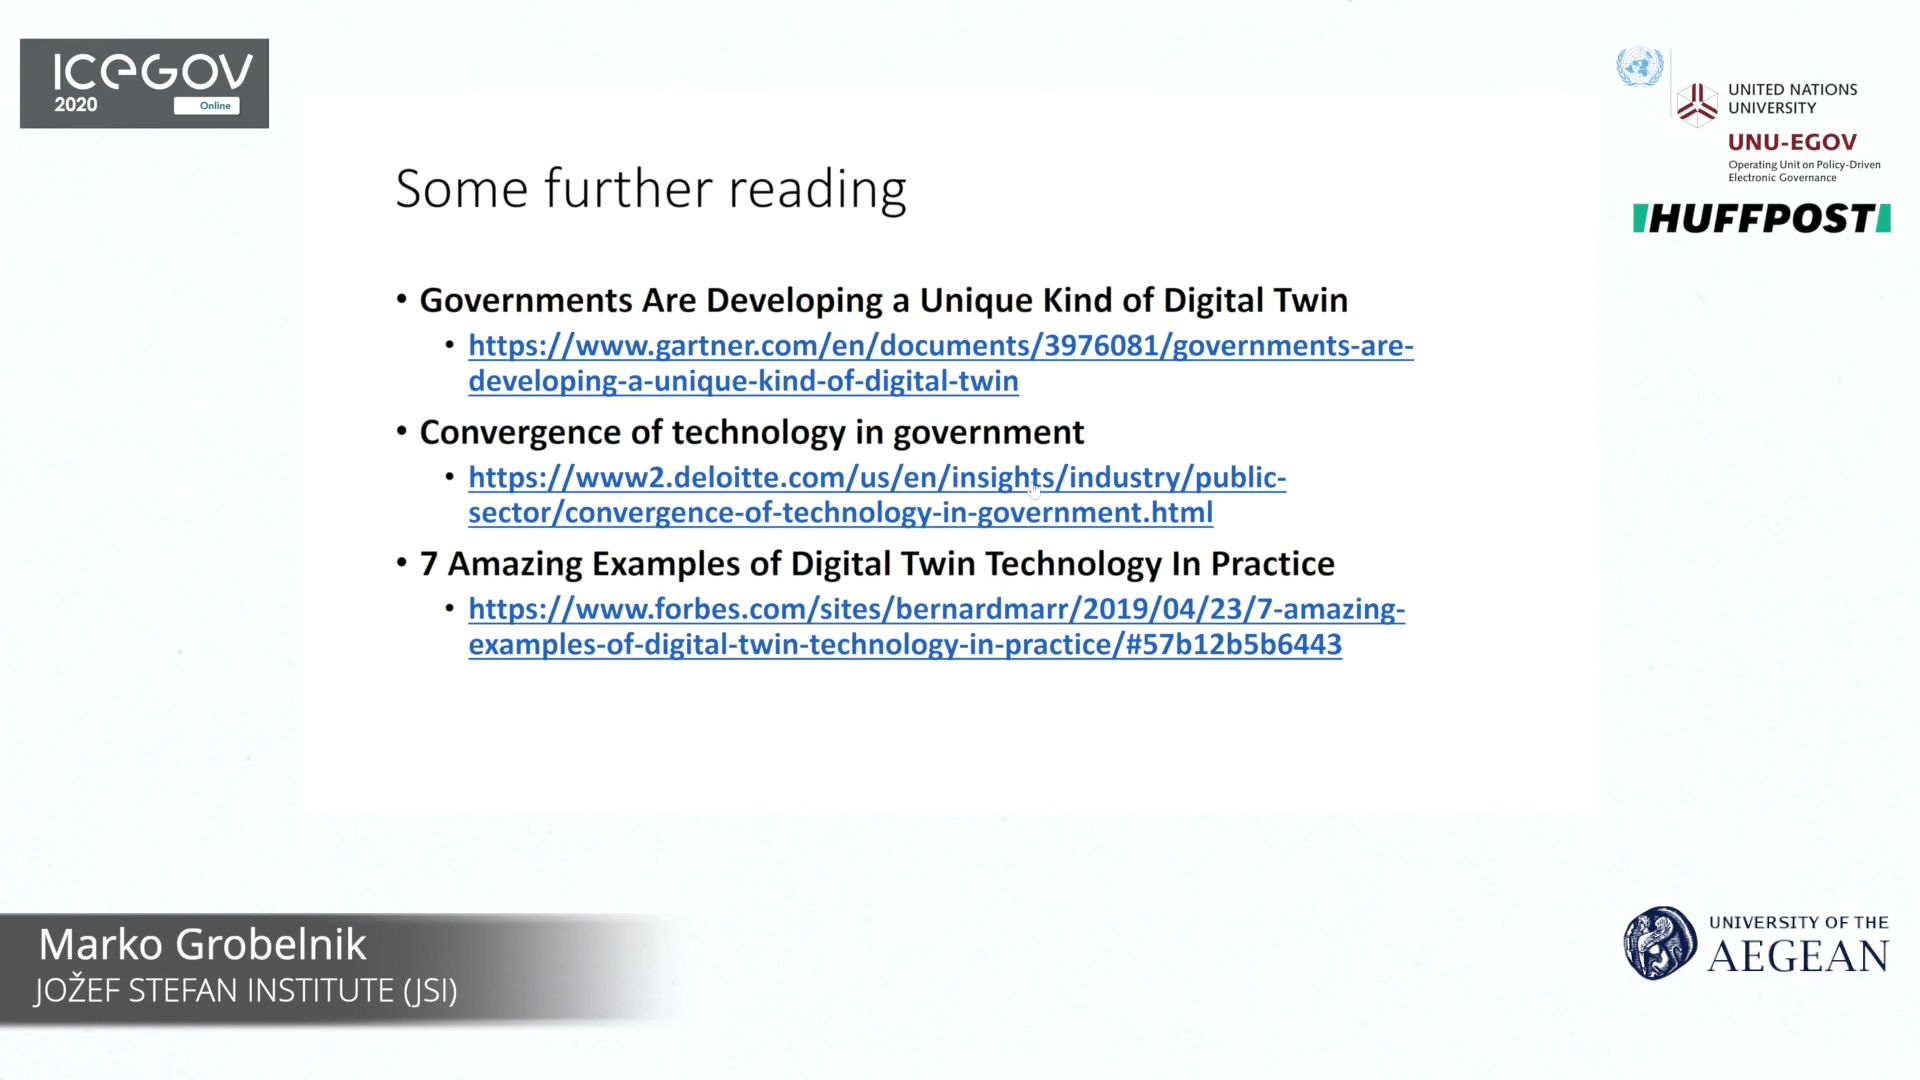 ICEGOV
2020
Online
UNITED NATIONS
UNIVERSITY
UNU-EGOV
Operating Unit on Policy-Driven
Electronic Governance
HUFFPOST
Some further reading
• Governments Are Developing a Unique Kind of Digital Twin
• https://www.gartner.com/en/documents/3976081/governments-are-
developing-a-unique-kind-of-digital-twin
• Convergence of technology in government
• https://www2.deloitte.com/us/en/insights/industry/public-
sector/convergence-of-technology-in-government.html
• 7 Amazing Examples of Digital Twin Technology In Practice
• https://www.forbes.com/sites/bernardmarr/2019/04/23/7-amazing-
examples-of-digital-twin-technology-in-practice/#57b12b5b6443
Marko Grobelnik
JOŽEF STEFAN INSTITUTE (JSI)
UNIVERSITY OF THE
AEGEAN